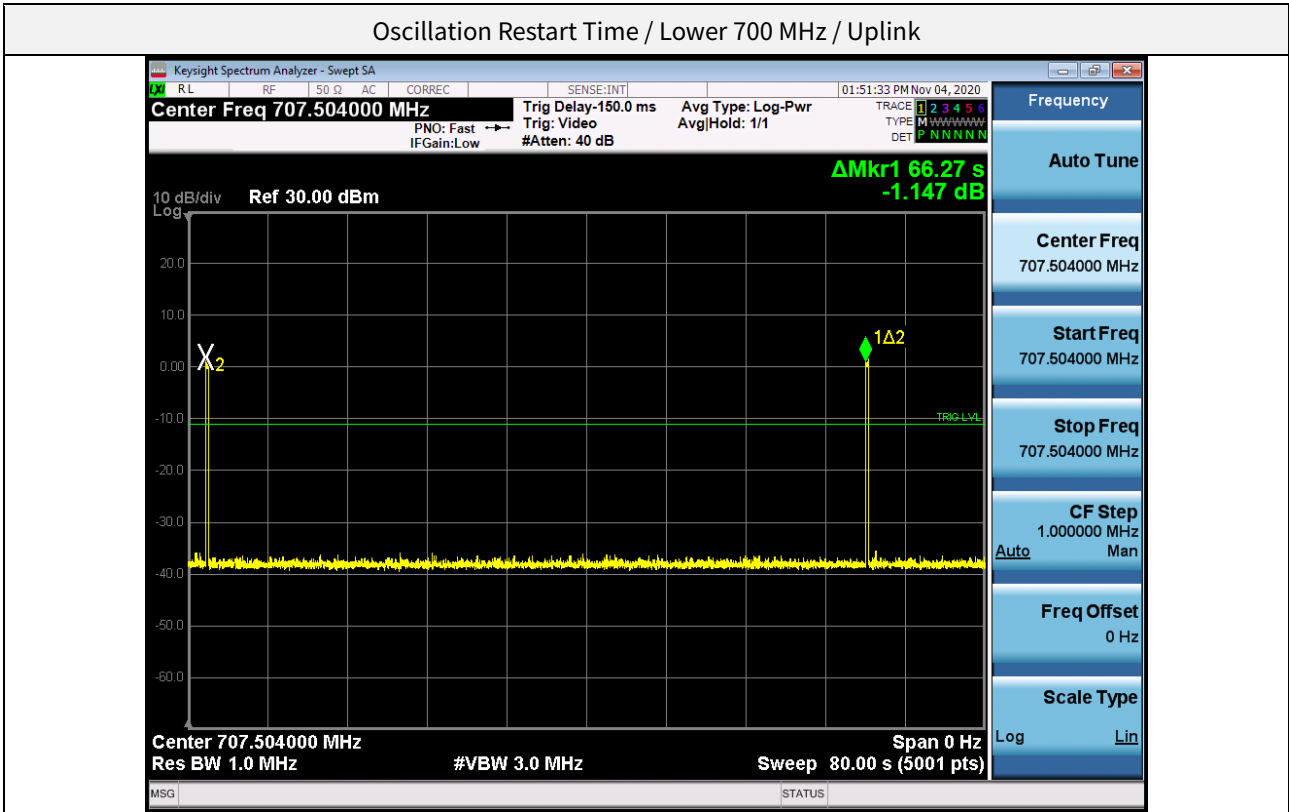 Oscillation Restart Time / Lower 700 MHz / Uplink
Keysight Spectrum Analyzer - Swept SA
LXI RL RF 50 Ω AC CORREC SENSE:INT 01:51:33 PM Nov 04, 2020
Center Freq 707.504000 MHz
PNO: Fast
IFGain:Low
Trig Delay-150.0 ms
Trig: Video
#Atten: 40 dB
Avg Type: Log-Pwr
Avg|Hold: 1/1
TRACE 1 2 3 4 5 6
TYPE M WWWWW
DET P N N N N N
ΔMkr1 66.27 s
-1.147 dB
10 dB/div Ref 30.00 dBm
Log
20.0
10.0
0.00
-10.0
-20.0
-30.0
-40.0
-50.0
-60.0
X2
1Δ2
TRIG LVL
Center 707.504000 MHz Span 0 Hz
Res BW 1.0 MHz #VBW 3.0 MHz Sweep 80.00 s (5001 pts)
MSG STATUS
Frequency
Auto Tune
Center Freq
707.504000 MHz
Start Freq
707.504000 MHz
Stop Freq
707.504000 MHz
CF Step
1.000000 MHz
Auto Man
Freq Offset
0 Hz
Scale Type
Log Lin